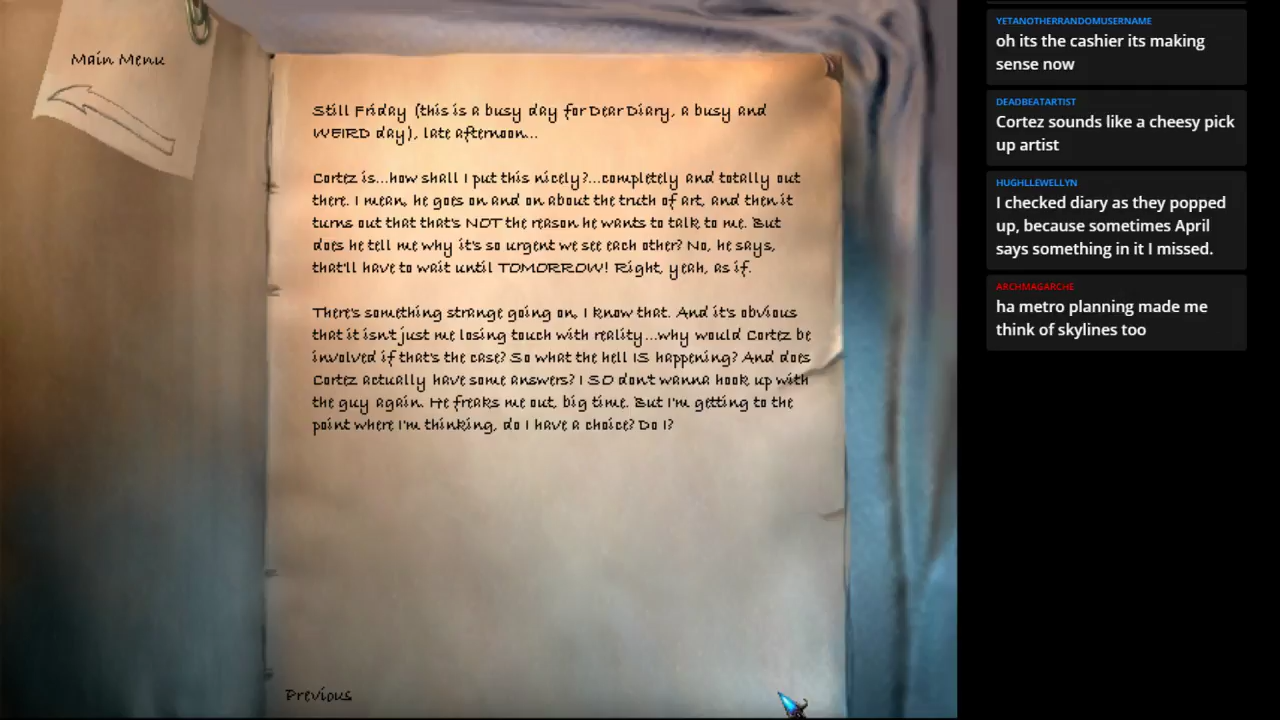 Main Menu
Still Friday (this is a busy day for Dear Diary, a busy and
WEIRD day), late afternoon...
Cortez is...how shall I put this nicely?...completely and totally out
there. I mean, he goes on and on about the truth of art, and then it
turns out that that's NOT the reason he wants to talk to me. But
does he tell me why it's so urgent we see each other? No, he says,
that'll have to wait until TOMORROW! Right, yeah, as if.
There's something strange going on, I know that. And it's obvious
that it isn't just me losing touch with reality...why would Cortez be
involved if that's the case? So what the hell IS happening? And does
Cortez actually have some answers? I SO don't wanna hook up with
the guy again. He freaks me out, big time. But I'm getting to the
point where I'm thinking, do I have a choice? Do I?
Previous
YETANOTHERRANDOMUSERNAME
oh its the cashier its making
sense now
DEADBEATARTIST
Cortez sounds like a cheesy pick
up artist
HUGHLLEWELLYN
I checked diary as they popped
up, because sometimes April
says something in it I missed.
ARCHMAGARCHE
ha metro planning made me
think of skylines too